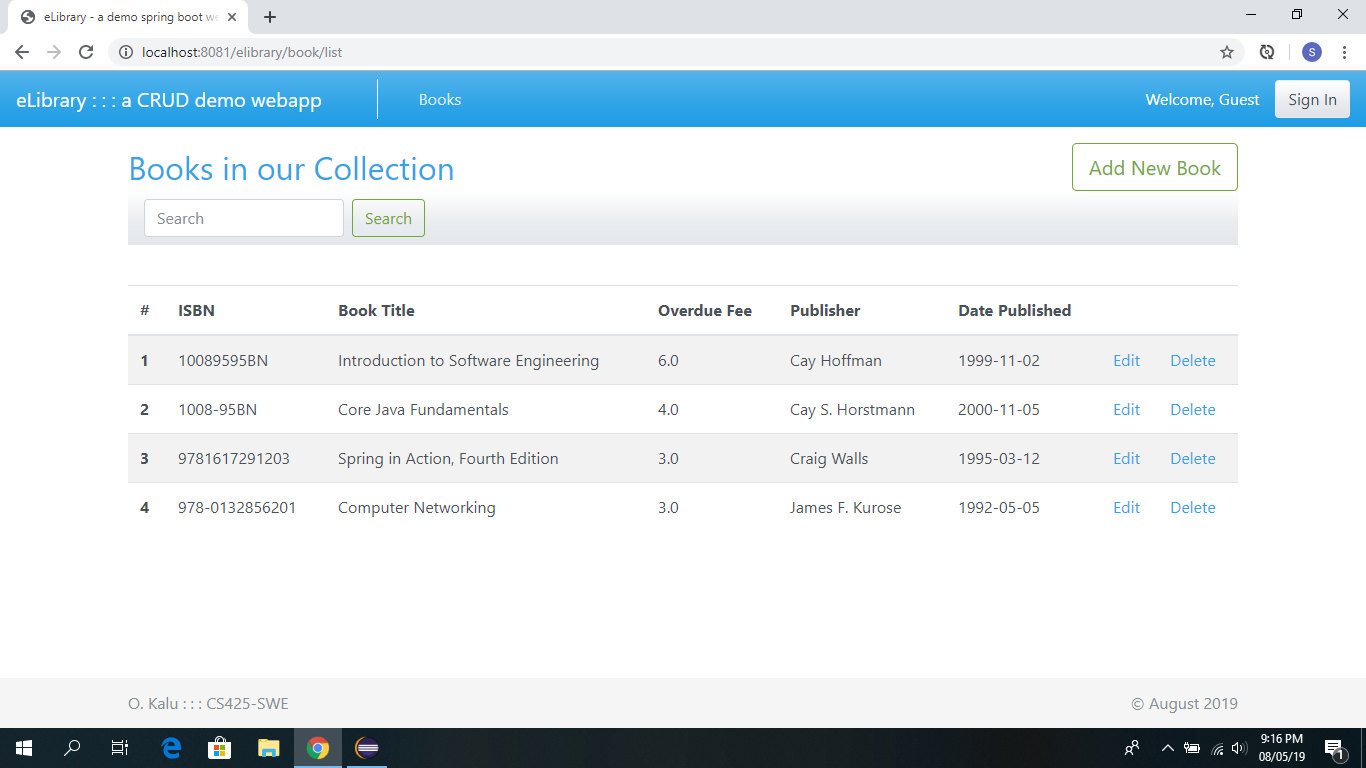 eLibrary - a demo spring boot we
localhost:8081/elibrary/book/list
S
eLibrary : : : a CRUD demo webapp
Books
Welcome, Guest
Sign In
Books in our Collection
Add New Book
Search
Search
# ISBN Book Title Overdue Fee Publisher Date Published
1 10089595BN Introduction to Software Engineering 6.0 Cay Hoffman 1999-11-02 Edit Delete
2 1008-95BN Core Java Fundamentals 4.0 Cay S. Horstmann 2000-11-05 Edit Delete
3 9781617291203 Spring in Action, Fourth Edition 3.0 Craig Walls 1995-03-12 Edit Delete
4 978-0132856201 Computer Networking 3.0 James F. Kurose 1992-05-05 Edit Delete
O. Kalu : : : CS425-SWE
© August 2019
9:16 PM
08/05/19
1